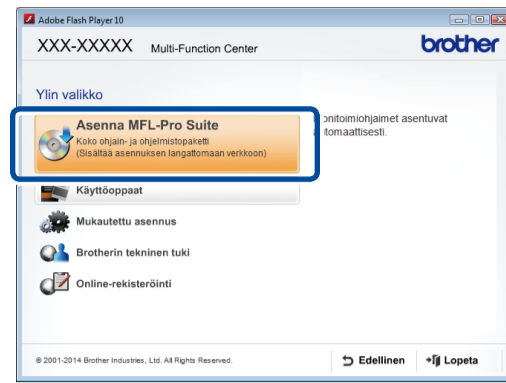 Adobe Flash Player 10
XXX-XXXXX Multi-Function Center
brother
Ylin valikko
Asenna MFL-Pro Suite
Koko ohjain- ja ohjelmistopaketti
(Sisältää asennuksen langattomaan verkkoon)
asentuvat
Käyttöoppaat
Mukautettu asennus
Brotherin tekninen tuki
Online-rekisteröinti
© 2001-2014 Brother Industries, Ltd. All Rights Reserved.
Edellinen
Lopeta